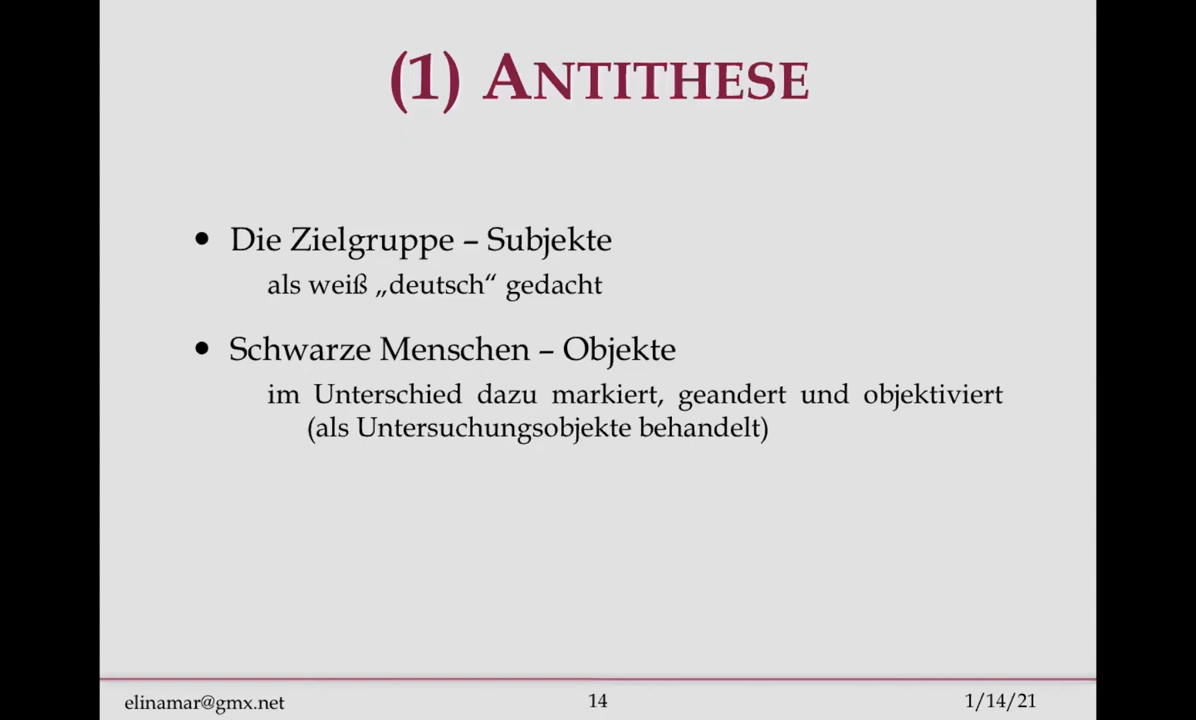 (1) ANTITHESE
• Die Zielgruppe – Subjekte
als weiß „deutsch“ gedacht
• Schwarze Menschen – Objekte
im Unterschied dazu markiert, geandert und objektiviert
(als Untersuchungsobjekte behandelt)
elinamar@gmx.net 14 1/14/21